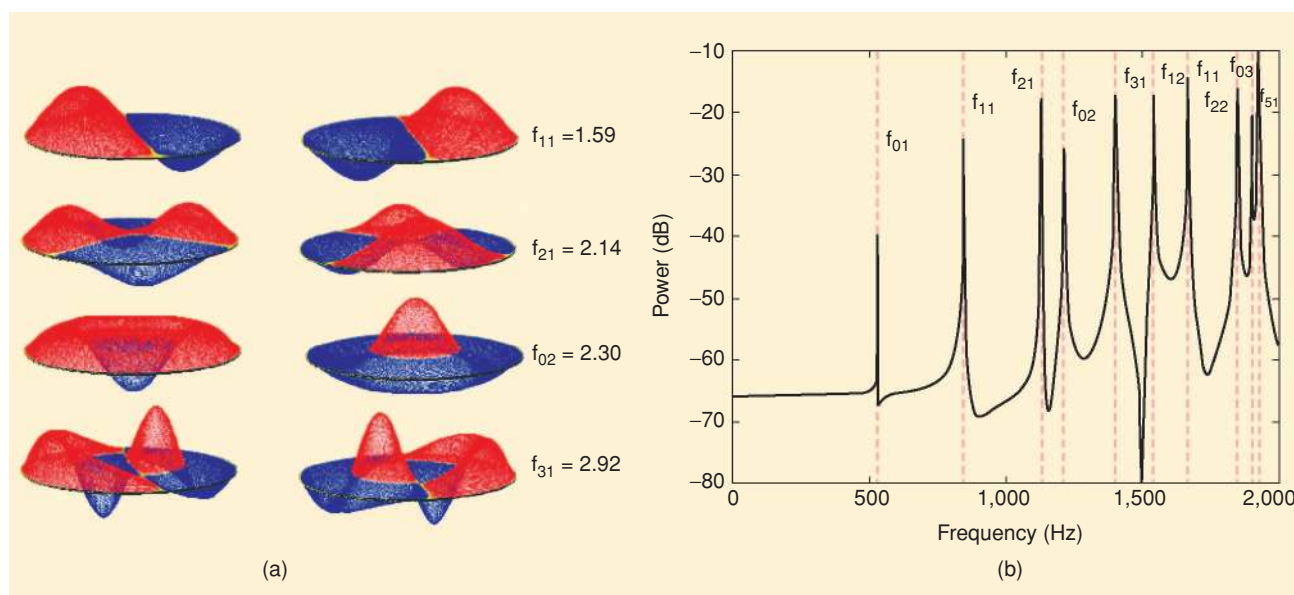 f11 =1.59
f21 = 2.14
f02 = 2.30
f31 = 2.92
(a)
Power (dB)
–10
–20
–30
–40
–50
–60
–70
–80
f01
f11
f21
f02
f31
f12
f11
f22
f03
f51
0
500
1,000
1,500
2,000
Frequency (Hz)
(b)